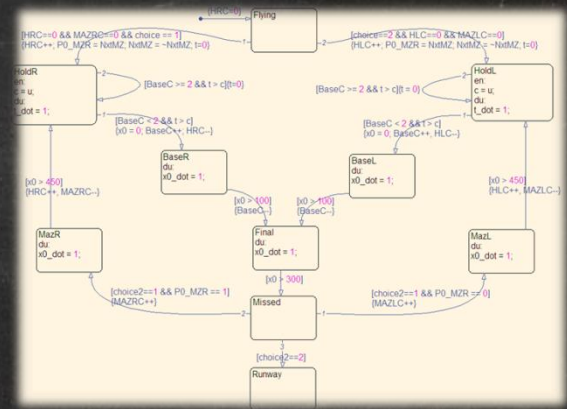 {HRC=0}
Flying
[HRC==0 && MAZRC==0 && choice == 1]
{HRC++, P0_MZR = NxtMZ; NxtMZ = ~NxtMZ; t=0}
1
2
[choice==2 && HLC==0 && MAZLC==0]
{HLC++, P0_MZR = NxtMZ; NxtMZ = ~NxtMZ; t=0}
HoldR
en:
c = u;
du:
t_dot = 1;
2
[BaseC >= 2 && t > c]{t=0}
1
[BaseC < 2 && t > c]
{x0 = 0; BaseC++; HRC--}
HoldL
en:
c = u;
du:
t_dot = 1;
2
[BaseC >= 2 && t > c]{t = 0}
1
[BaseC < 2 && t > c]
{x0 = 0; BaseC++, HLC--}
BaseR
du:
x0_dot = 1;
BaseL
du:
x0_dot = 1;
[x0 > 450]
{HRC++, MAZRC--}
[x0 > 100]
{BaseC--}
[x0 > 100]
{BaseC--}
[x0 > 450]
{HLC++, MAZLC--}
MazR
du:
x0_dot = 1;
Final
du:
x0_dot = 1;
MazL
du:
x0_dot = 1;
[x0 > 300]
[choice2==1 && P0_MZR == 1]
{MAZRC++}
2
Missed
1
[choice2==1 && P0_MZR == 0]
{MAZLC++}
3
[choice2==2]
Runway